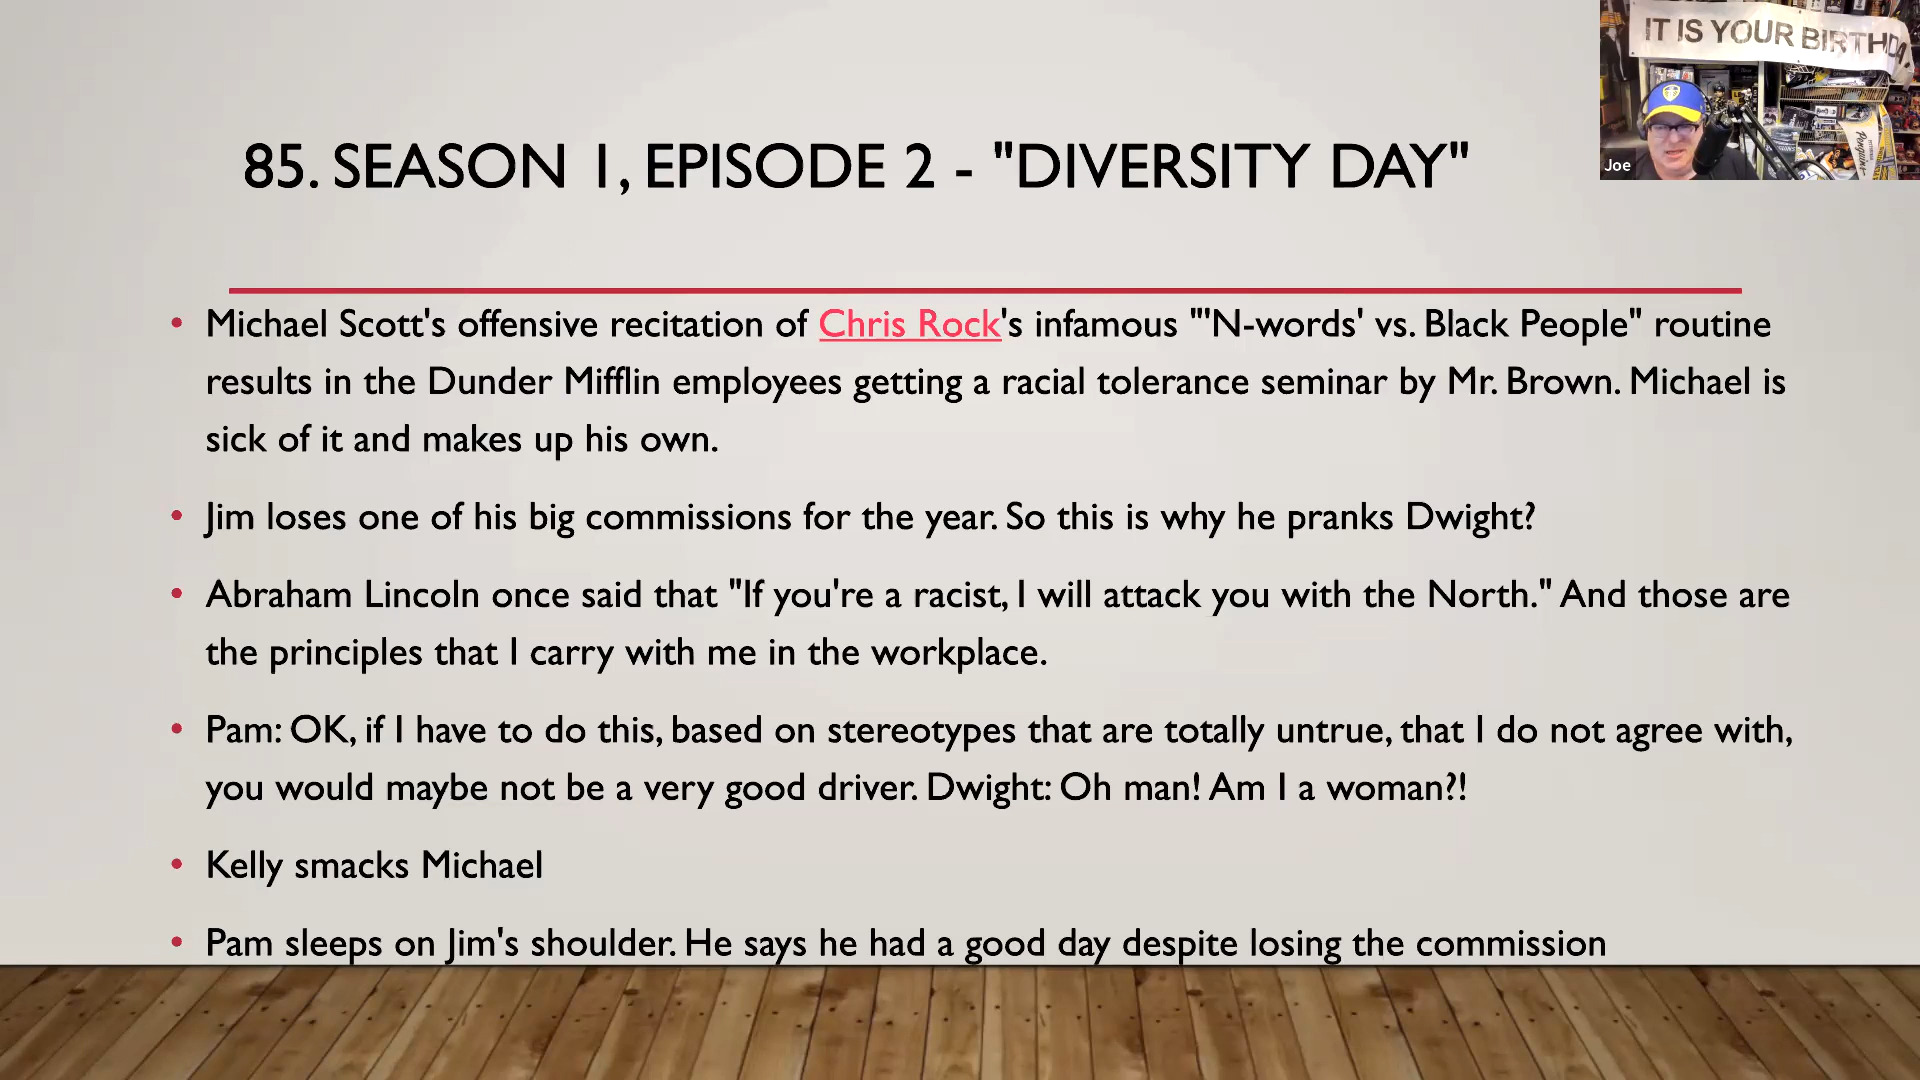 IT IS YOUR BIRTHDA
Joe
85. SEASON 1, EPISODE 2 - "DIVERSITY DAY"
• Michael Scott's offensive recitation of Chris Rock's infamous "'N-words' vs. Black People" routine
results in the Dunder Mifflin employees getting a racial tolerance seminar by Mr. Brown. Michael is
sick of it and makes up his own.
• Jim loses one of his big commissions for the year. So this is why he pranks Dwight?
• Abraham Lincoln once said that "If you're a racist, I will attack you with the North." And those are
the principles that I carry with me in the workplace.
• Pam: OK, if I have to do this, based on stereotypes that are totally untrue, that I do not agree with,
you would maybe not be a very good driver. Dwight: Oh man! Am I a woman?!
• Kelly smacks Michael
• Pam sleeps on Jim's shoulder. He says he had a good day despite losing the commission